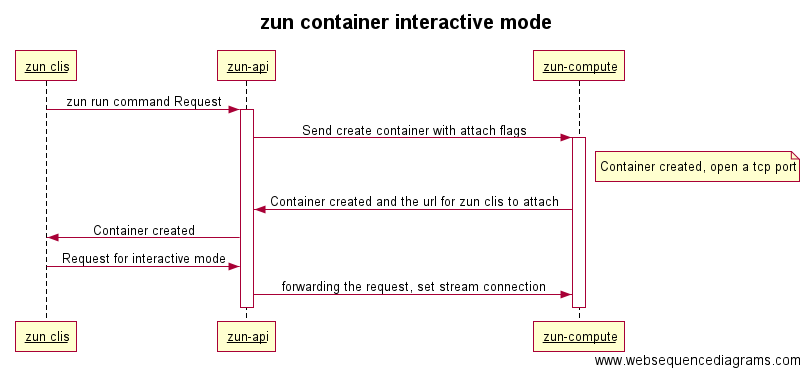 zun container interactive mode
zun clis
zun-api
zun-compute
zun run command Request
Send create container with attach flags
Container created, open a tcp port
Container created and the url for zun clis to attach
Container created
Request for interactive mode
forwarding the request, set stream connection
zun clis
zun-api
zun-compute
www.websequencediagrams.com